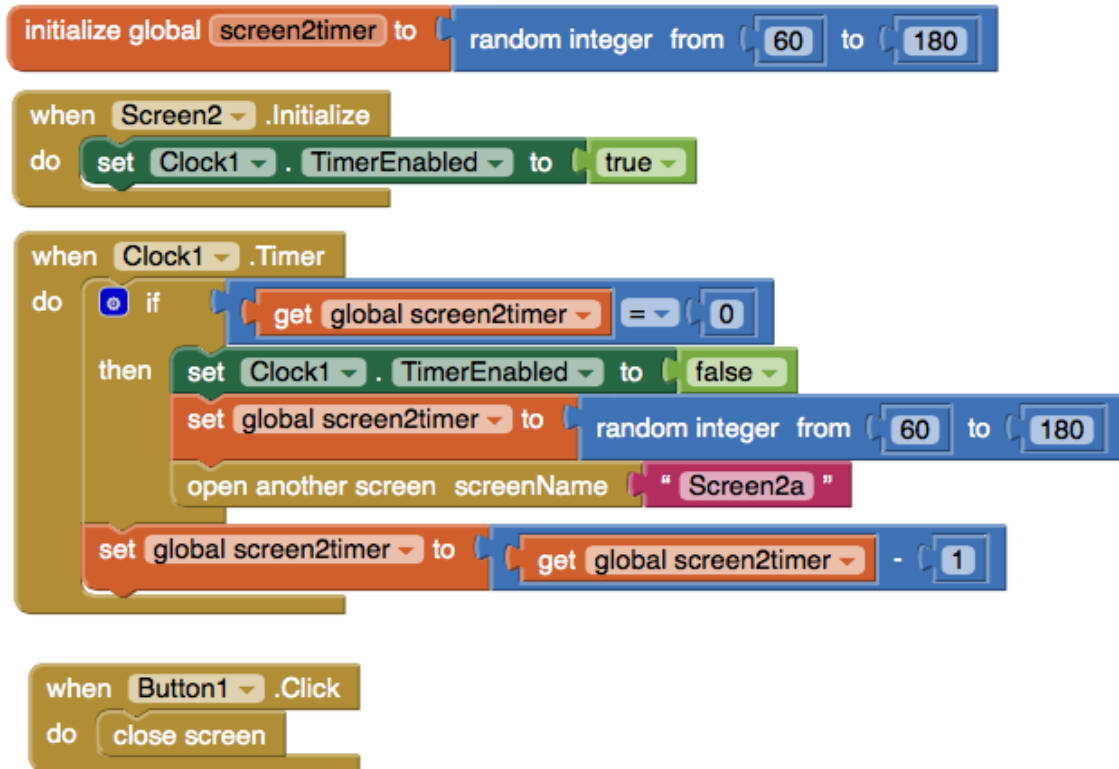 initialize global screen2timer to random integer from 60 to 180
when Screen2 .Initialize
do set Clock1 . TimerEnabled to true
when Clock1 .Timer
do if get global screen2timer = 0
then set Clock1 . TimerEnabled to false
set global screen2timer to random integer from 60 to 180
open another screen screenName " Screen2a "
set global screen2timer to get global screen2timer - 1
when Button1 .Click
do close screen